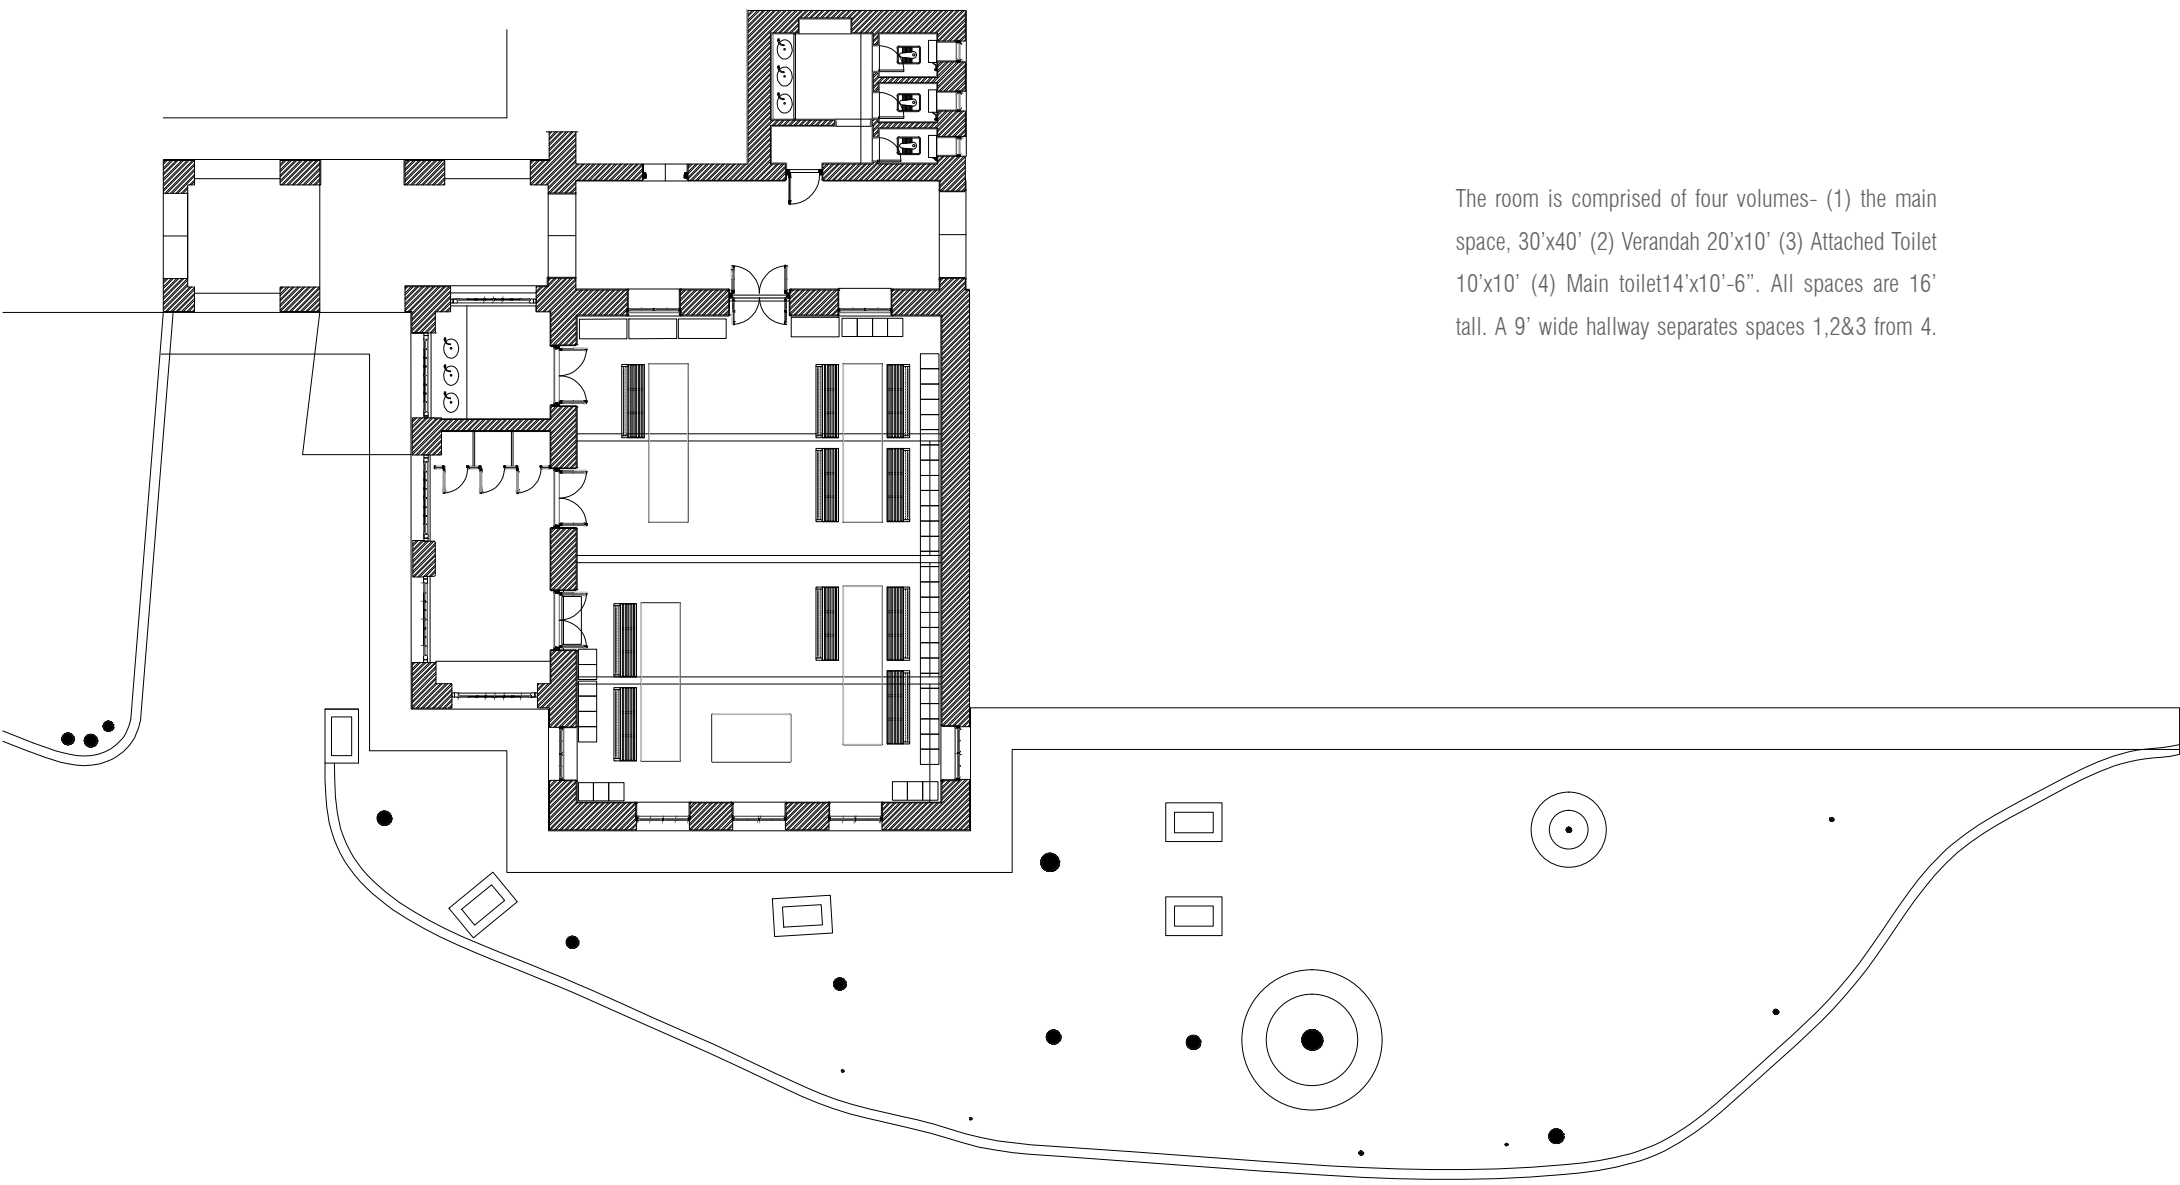 The room is comprised of four volumes- (1) the main
space, 30’x40’ (2) Verandah 20’x10’ (3) Attached Toilet
10’x10’ (4) Main toilet14’x10’-6”. All spaces are 16’
tall. A 9’ wide hallway separates spaces 1,2&3 from 4.